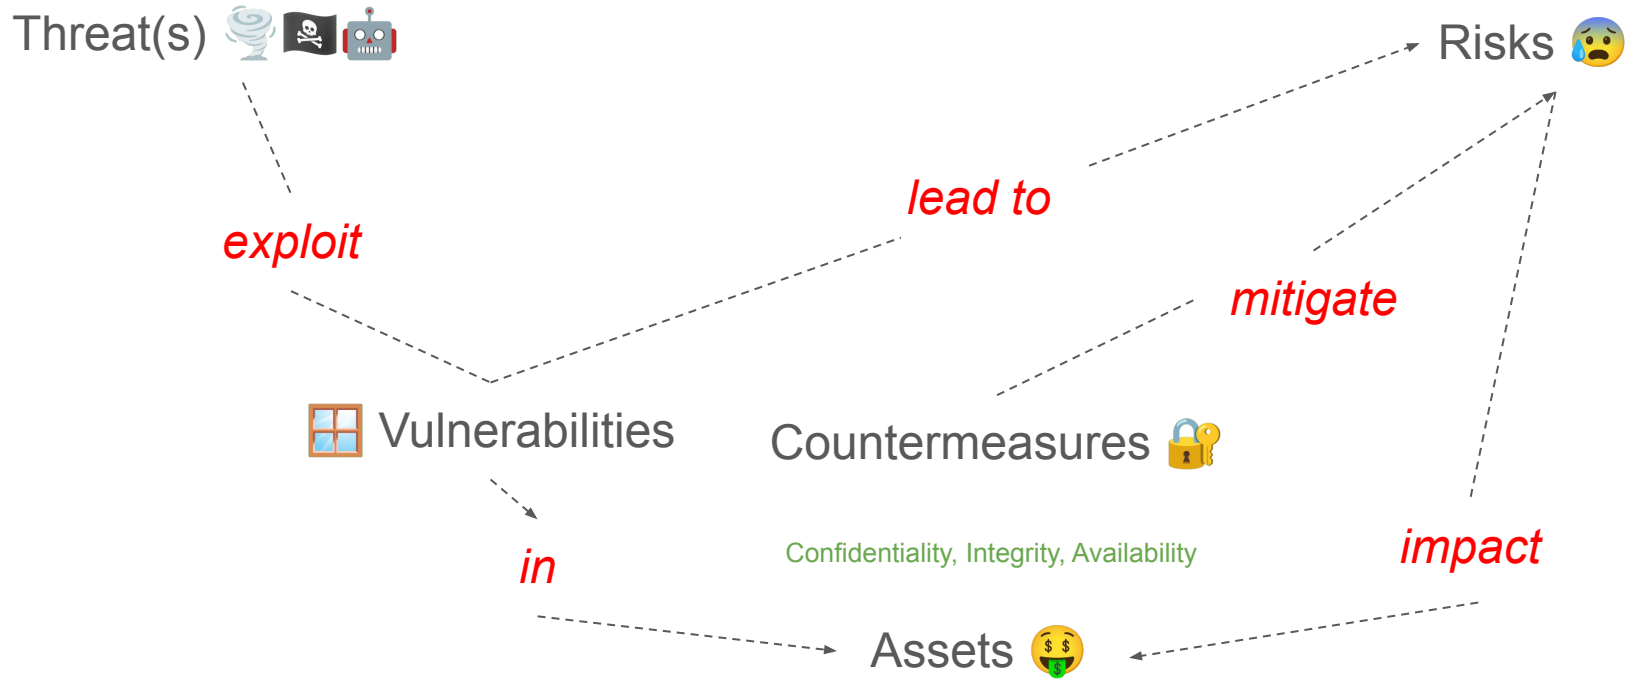 Threat(s) 🌪️🏴‍☠️🤖
Risks 😰
lead to
exploit
mitigate
🪟 Vulnerabilities
Countermeasures 🔐
in
Confidentiality, Integrity, Availability
impact
Assets 🤑